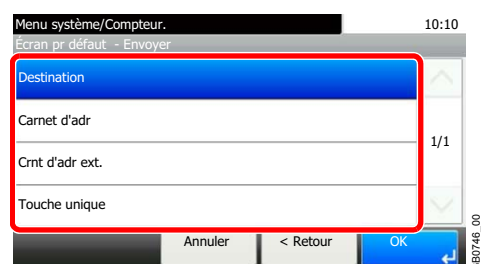 Menu système/Compteur. 10:10
Écran pr défaut - Envoyer
Destination
Carnet d'adr
1/1
Crnt d'adr ext.
Touche unique
Annuler < Retour OK
B0746_00